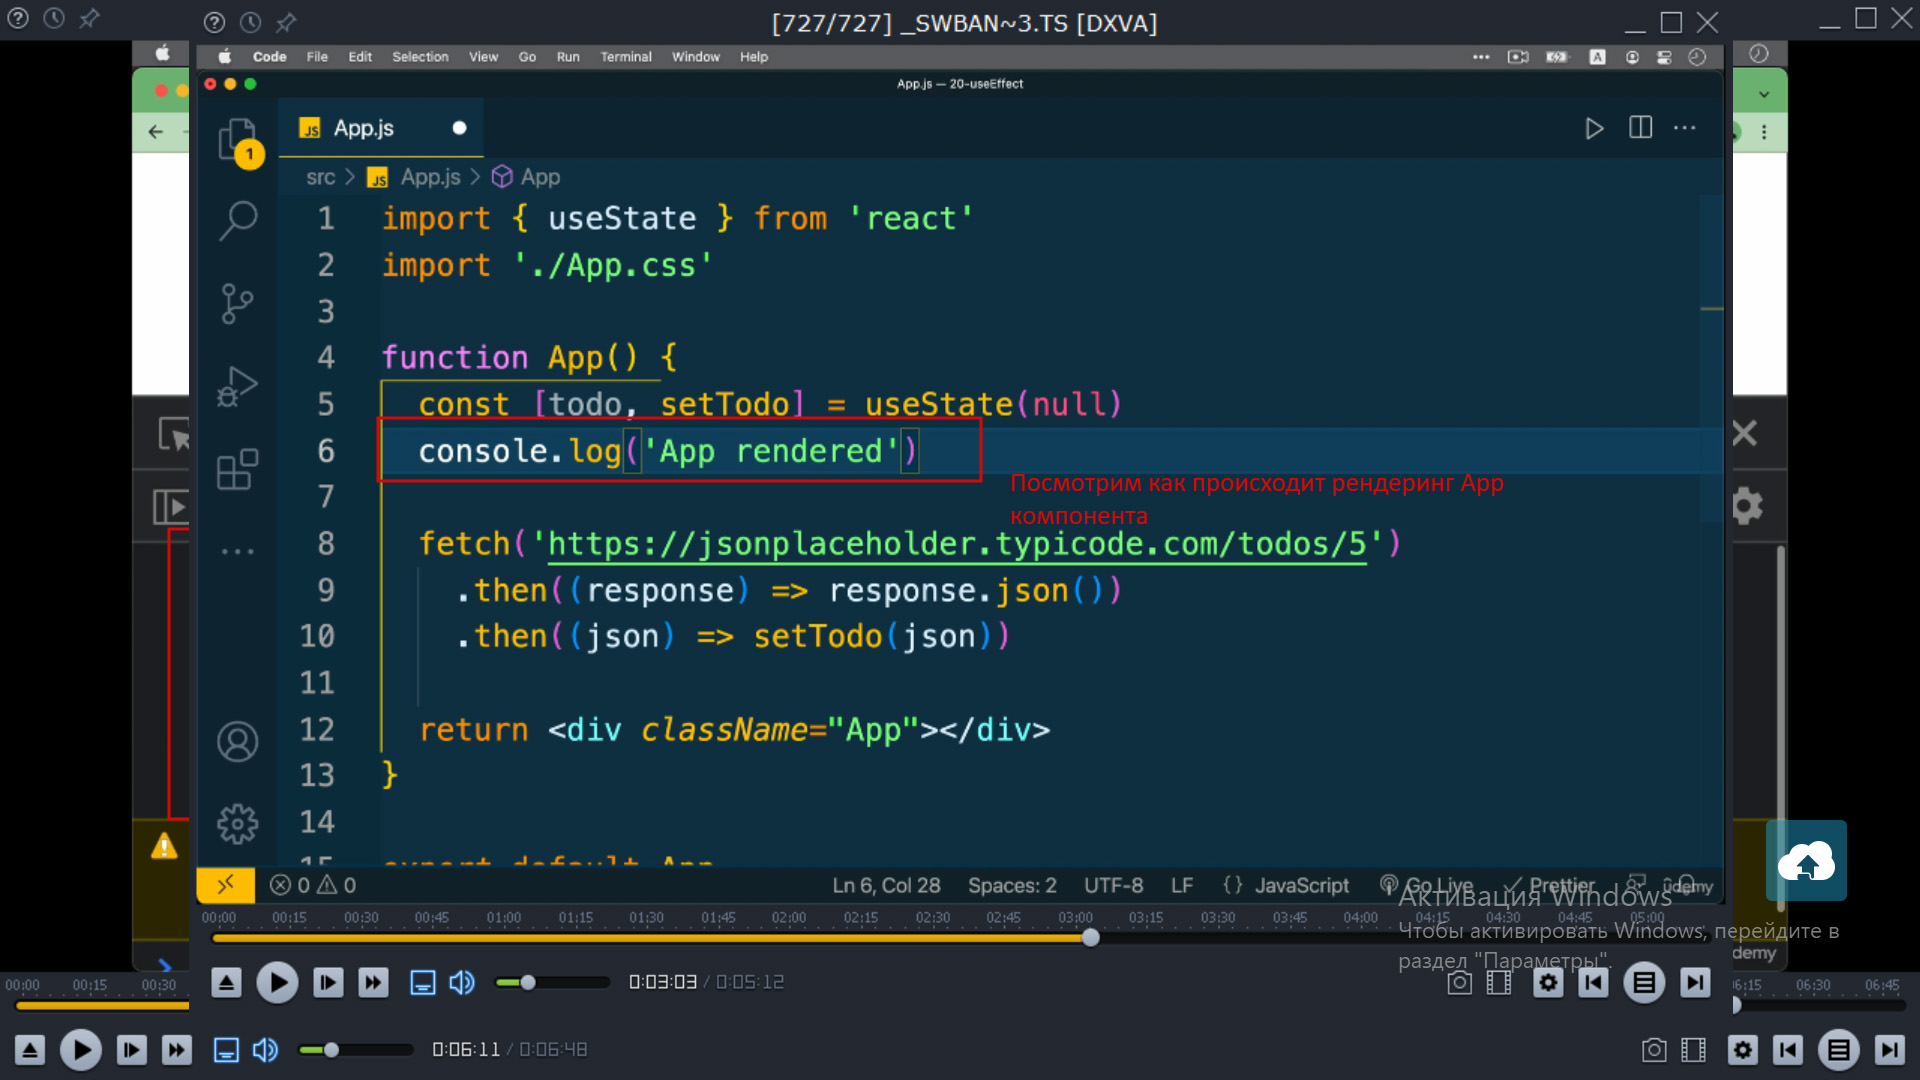 [727/727] _SWBAN~3.TS [DXVA]
Code File Edit Selection View Go Run Terminal Window Help
A
App.js — 20-useEffect
JS App.js
1
src > JS App.js > App
1 import { useState } from 'react'
2 import './App.css'
3
4 function App() {
5 const [todo, setTodo] = useState(null)
6 console.log('App rendered')
7
Посмотрим как происходит рендеринг App
компонента
8 fetch('https://jsonplaceholder.typicode.com/todos/5')
9 .then((response) => response.json())
10 .then((json) => setTodo(json))
11
12 return <div className="App"></div>
13 }
14
15 export default App
0 0 Ln 6, Col 28 Spaces: 2 UTF-8 LF {} JavaScript Go Live Prettier udemy
Активация Windows
Чтобы активировать Windows, перейдите в
раздел "Параметры".
00:00 00:15 00:30 00:45 01:00 01:15 01:30 01:45 02:00 02:15 02:30 02:45 03:00 03:15 03:30 03:45 04:00 04:15 04:30 04:45 05:00
demy
0:03:03 / 0:05:12
00:00 00:15 00:30 6:15 06:30 06:45
0:06:11 / 0:06:48